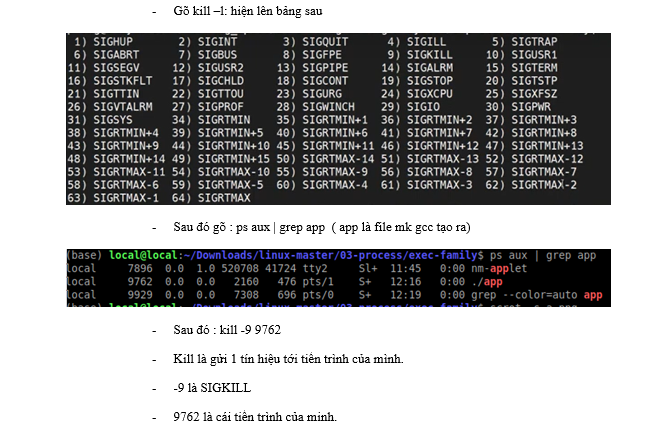 - Gõ kill –l: hiện lên bảng sau
1) SIGHUP 2) SIGINT 3) SIGQUIT 4) SIGILL 5) SIGTRAP
6) SIGABRT 7) SIGBUS 8) SIGFPE 9) SIGKILL 10) SIGUSR1
11) SIGSEGV 12) SIGUSR2 13) SIGPIPE 14) SIGALRM 15) SIGTERM
16) SIGSTKFLT 17) SIGCHLD 18) SIGCONT 19) SIGSTOP 20) SIGTSTP
21) SIGTTIN 22) SIGTTOU 23) SIGURG 24) SIGXCPU 25) SIGXFSZ
26) SIGVTALRM 27) SIGPROF 28) SIGWINCH 29) SIGIO 30) SIGPWR
31) SIGSYS 34) SIGRTMIN 35) SIGRTMIN+1 36) SIGRTMIN+2 37) SIGRTMIN+3
38) SIGRTMIN+4 39) SIGRTMIN+5 40) SIGRTMIN+6 41) SIGRTMIN+7 42) SIGRTMIN+8
43) SIGRTMIN+9 44) SIGRTMIN+10 45) SIGRTMIN+11 46) SIGRTMIN+12 47) SIGRTMIN+13
48) SIGRTMIN+14 49) SIGRTMIN+15 50) SIGRTMAX-14 51) SIGRTMAX-13 52) SIGRTMAX-12
53) SIGRTMAX-11 54) SIGRTMAX-10 55) SIGRTMAX-9 56) SIGRTMAX-8 57) SIGRTMAX-7
58) SIGRTMAX-6 59) SIGRTMAX-5 60) SIGRTMAX-4 61) SIGRTMAX-3 62) SIGRTMAX-2
63) SIGRTMAX-1 64) SIGRTMAX
- Sau đó gõ : ps aux | grep app ( app là file mk gcc tạo ra)
(base) local@local:~/Downloads/linux-master/03-process/exec-family$ ps aux | grep app
local 7896 0.0 1.0 520708 41724 tty2 Sl+ 11:45 0:00 nm-applet
local 9762 0.0 0.0 2160 476 pts/1 S+ 12:16 0:00 ./app
local 9929 0.0 0.0 7308 696 pts/0 S+ 12:19 0:00 grep --color=auto app
- Sau đó : kill -9 9762
- Kill là gửi 1 tín hiệu tới tiên trình của mình.
- -9 là SIGKILL
- 9762 là cái tiên trình của minh.